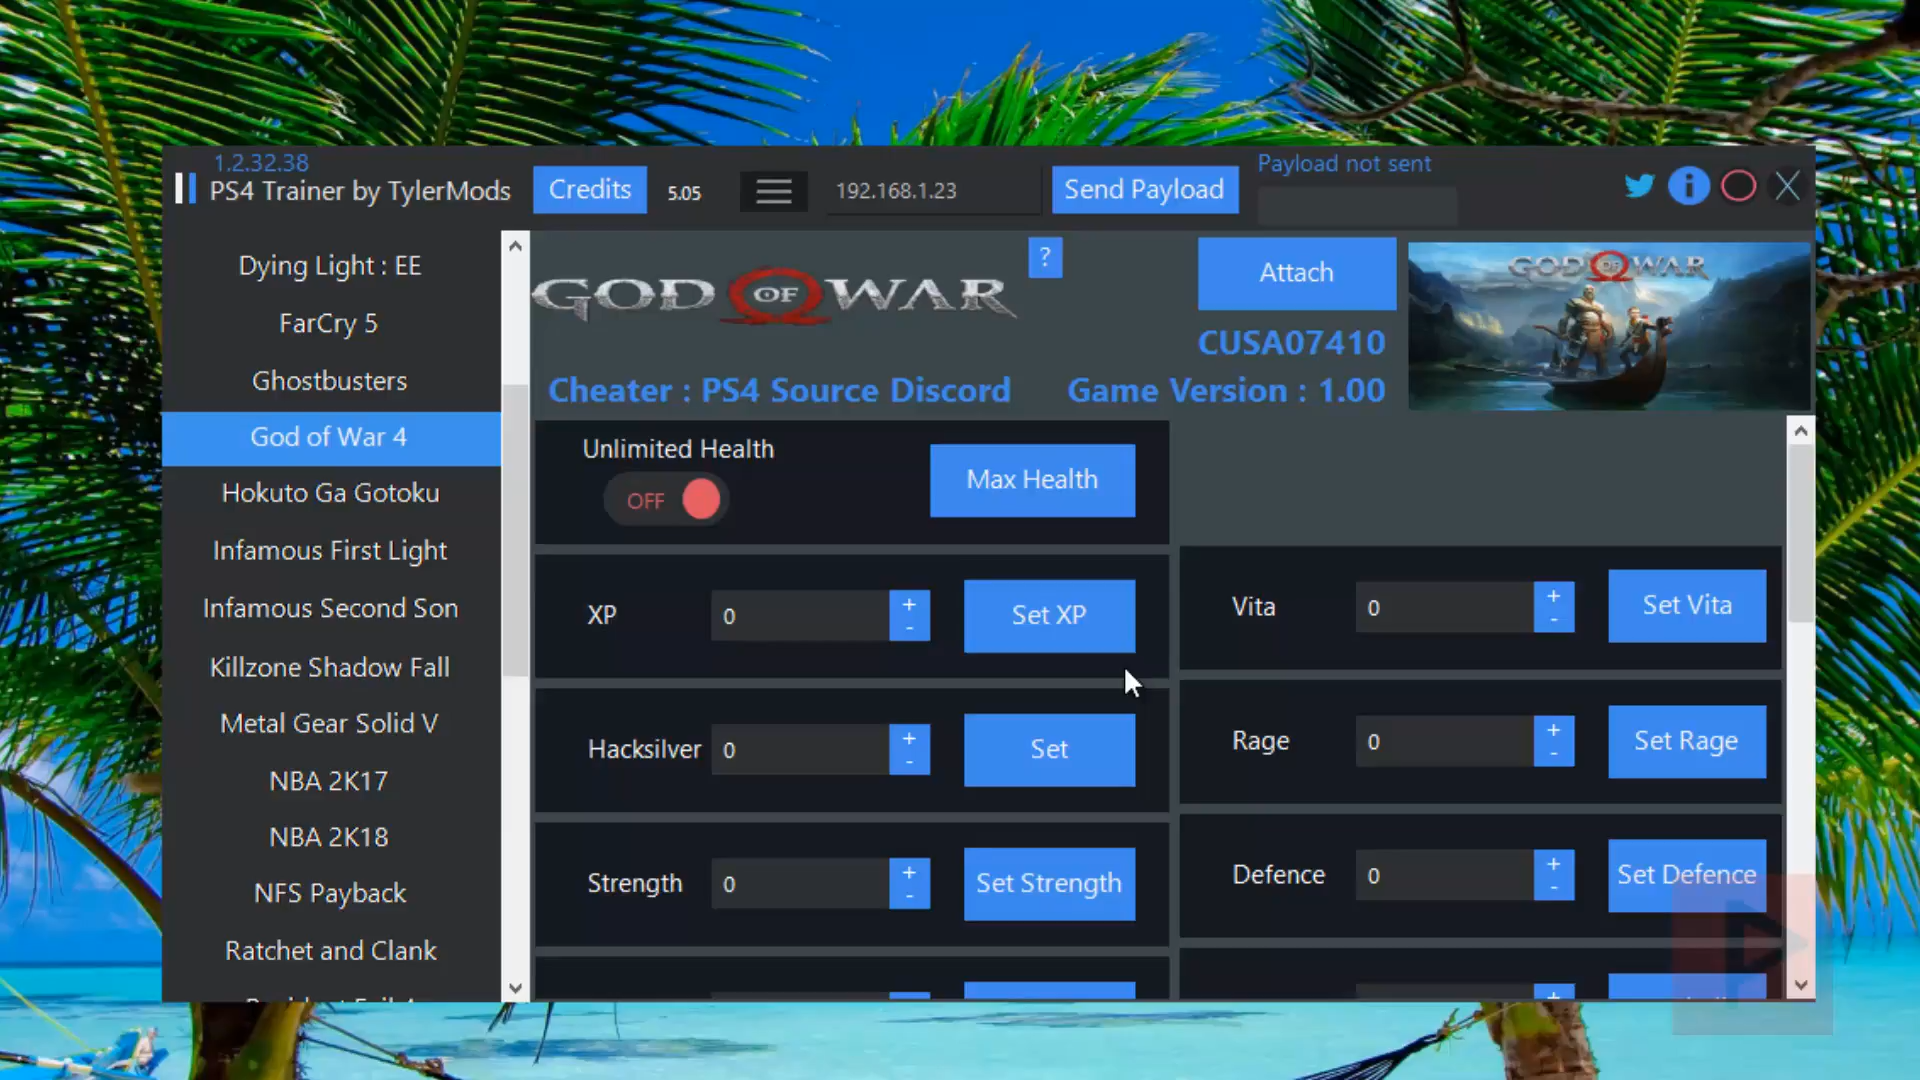 1.2.32.38
PS4 Trainer by TylerMods
Credits
5.05
192.168.1.23
Send Payload
Payload not sent
Dying Light : EE
FarCry 5
Ghostbusters
God of War 4
Hokuto Ga Gotoku
Infamous First Light
Infamous Second Son
Killzone Shadow Fall
Metal Gear Solid V
NBA 2K17
NBA 2K18
NFS Payback
Ratchet and Clank
GOD OF WAR
?
Attach
CUSA07410
Cheater : PS4 Source Discord
Game Version : 1.00
GOD OF WAR
Unlimited Health
OFF
Max Health
XP
0
+
-
Set XP
Vita
0
+
-
Set Vita
Hacksilver
0
+
-
Set
Rage
0
+
-
Set Rage
Strength
0
+
-
Set Strength
Defence
0
+
-
Set Defence